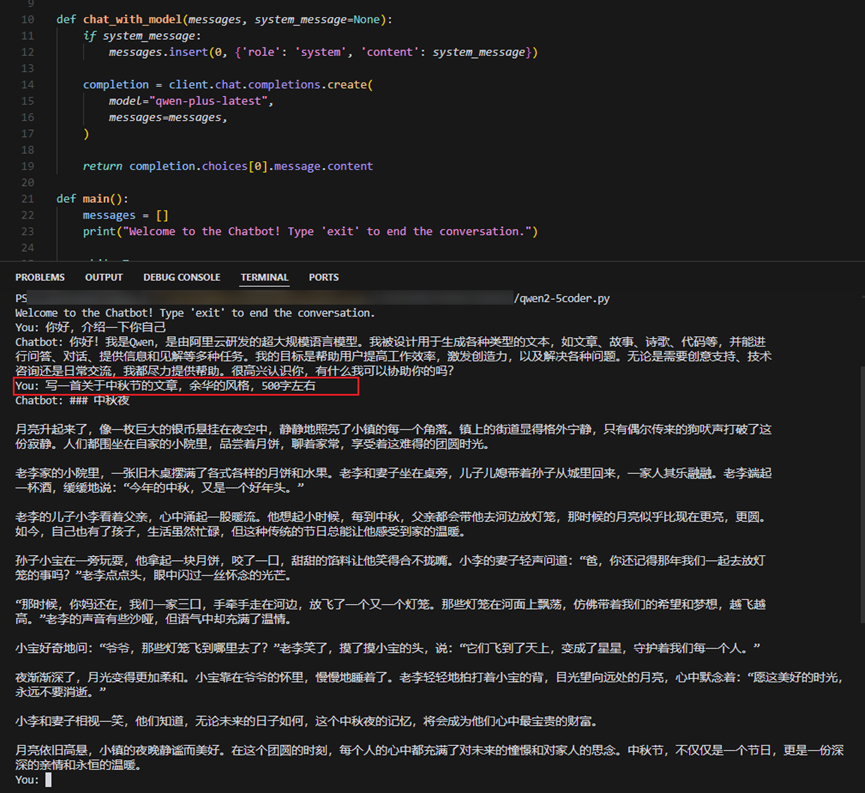 9
10 def chat_with_model(messages, system_message=None):
11 if system_message:
12 messages.insert(0, {'role': 'system', 'content': system_message})
13
14 completion = client.chat.completions.create(
15 model="qwen-plus-latest",
16 messages=messages,
17 )
18
19 return completion.choices[0].message.content
20
21 def main():
22 messages = []
23 print("Welcome to the Chatbot! Type 'exit' to end the conversation.")
24
PROBLEMS OUTPUT DEBUG CONSOLE TERMINAL PORTS
PS /qwen2-5coder.py
Welcome to the Chatbot! Type 'exit' to end the conversation.
You: 你好，介绍一下你自己
Chatbot: 你好！我是Qwen，是由阿里云研发的超大规模语言模型。我被设计用于生成各种类型的文本，如文章、故事、诗歌、代码等，并能进
行问答、对话、提供信息和见解等多种任务。我的目标是帮助用户提高工作效率，激发创造力，以及解决各种问题。无论是需要创意支持、技术
咨询还是日常交流，我都尽力提供帮助。很高兴认识你，有什么我可以协助你的吗？
You: 写一首关于中秋节的文章，余华的风格，500字左右
Chatbot: ### 中秋夜
月亮升起来了，像一枚巨大的银币悬挂在夜空中，静静地照亮了小镇的每一个角落。镇上的街道显得格外宁静，只有偶尔传来的狗吠声打破了这
份寂静。人们都围坐在自家的小院里，品尝着月饼，聊着家常，享受着这难得的团圆时光。
老李家的小院里，一张旧木桌摆满了各式各样的月饼和水果。老李和妻子坐在桌旁，儿子儿媳带着孙子从城里回来，一家人其乐融融。老李端起
一杯酒，缓缓地说：“今年的中秋，又是一个好年头。”
老李的儿子小李看着父亲，心中涌起一股暖流。他想起小时候，每到中秋，父亲都会带他去河边放灯笼，那时候的月亮似乎比现在更亮，更圆。
如今，自己也有了孩子，生活虽然忙碌，但这种传统的节日总能让他感受到家的温暖。
孙子小宝在一旁玩耍，他拿起一块月饼，咬了一口，甜甜的馅料让他笑得合不拢嘴。小李的妻子轻声问道：“爸，你还记得那年我们一起去放灯
笼的事吗？”老李点点头，眼中闪过一丝怀念的光芒。
“那时候，你妈还在，我们一家三口，手牵手走在河边，放飞了一个又一个灯笼。那些灯笼在河面上飘荡，仿佛带着我们的希望和梦想，越飞越
高。”老李的声音有些沙哑，但语气中却充满了温情。
小宝好奇地问：“爷爷，那些灯笼飞到哪里去了？”老李笑了，摸了摸小宝的头，说：“它们飞到了天上，变成了星星，守护着我们每一个人。”
夜渐渐深了，月光变得更加柔和。小宝靠在爷爷的怀里，慢慢地睡着了。老李轻轻地拍打着小宝的背，目光望向远处的月亮，心中默念着：“愿这美好的时光，
永远不要消逝。”
小李和妻子相视一笑，他们知道，无论未来的日子如何，这个中秋夜的记忆，将会成为他们心中最宝贵的财富。
月亮依旧高悬，小镇的夜晚静谧而美好。在这个团圆的时刻，每个人的心中都充满了对未来的憧憬和对家人的思念。中秋节，不仅仅是一个节日，更是一份深
深的亲情和永恒的温暖。
You: